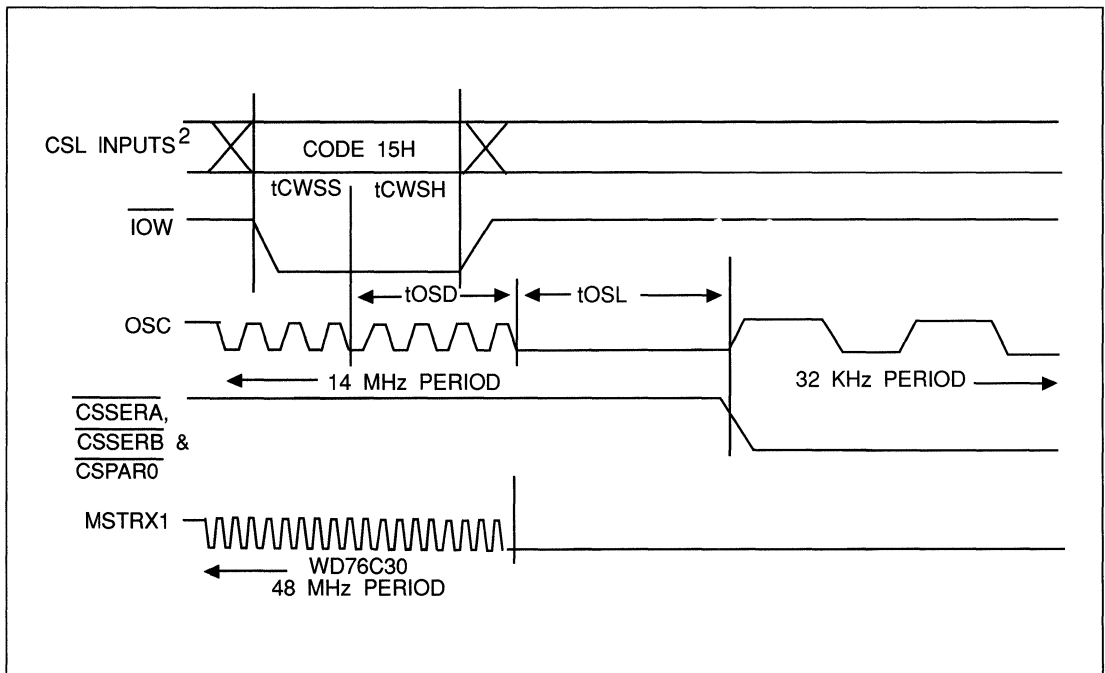 CSL INPUTS2
CODE 15H
tCWSS tCWSH
IOW
tOSD tOSL
OSC
14 MHz PERIOD
32 KHz PERIOD
CSSERA,
CSSERB &
CSPAR0
MSTRX1
WD76C30
48 MHz PERIOD